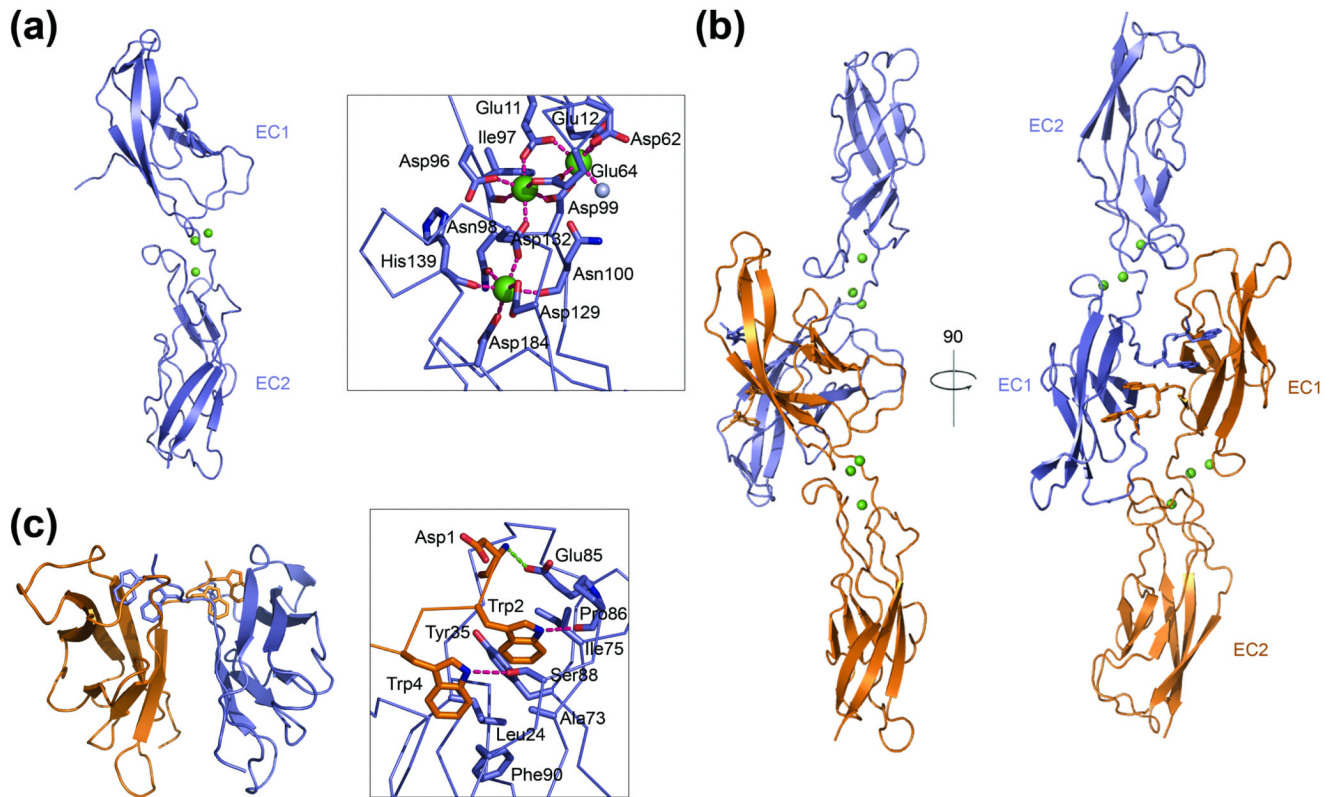 (a)
EC1
EC2
Glu11
Glu12
Ile97
Asp62
Asp96
Glu64
Asp99
Asn98
Asp132
His139
Asn100
Asp129
Asp184
(b)
EC2
90
EC1
EC1
EC2
(c)
Asp1
Glu85
Trp2
Pro86
Tyr35
Ile75
Ser88
Trp4
Ala73
Leu24
Phe90